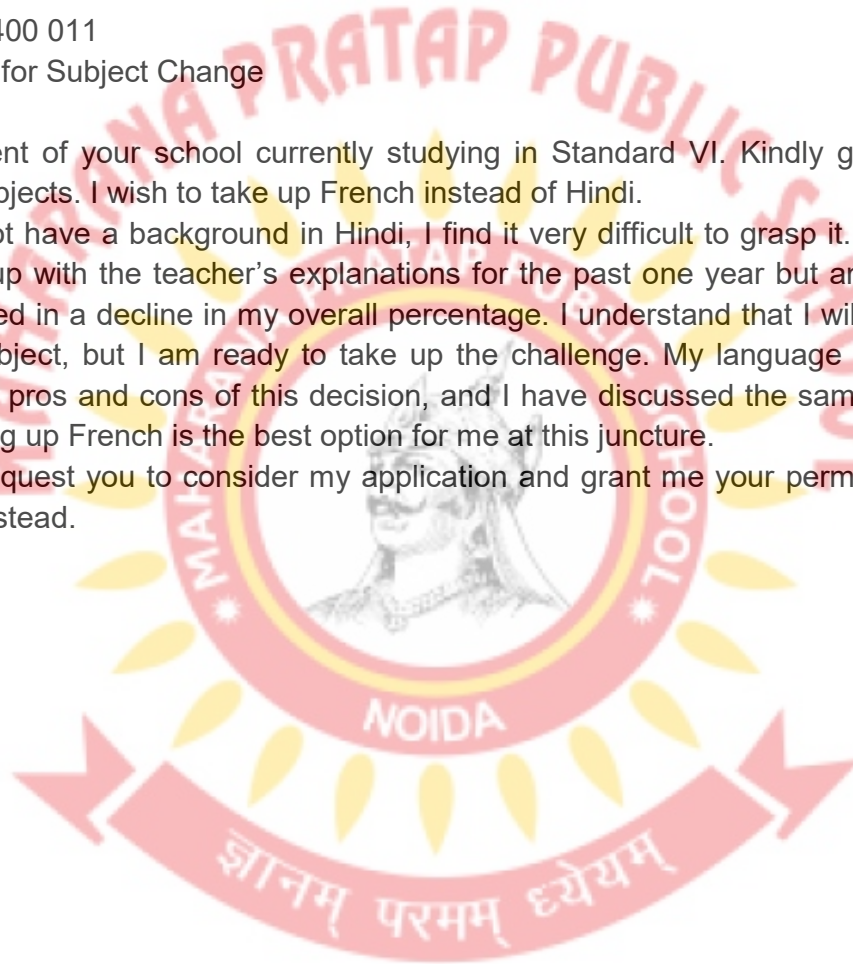 400 011
for Subject Change
ent of your school currently studying in Standard VI. Kindly g
bjects. I wish to take up French instead of Hindi.
ot have a background in Hindi, I find it very difficult to grasp it.
up with the teacher's explanations for the past one year but an
ed in a decline in my overall percentage. I understand that I wil
bject, but I am ready to take up the challenge. My language
pros and cons of this decision, and I have discussed the sam
g up French is the best option for me at this juncture.
quest you to consider my application and grant me your perm
stead.
MAHARANA PRATAP PUBLIC SCHOOL
MAHARANA PRATAP PUBLIC SCHOOL
NOIDA
ज्ञानम् परमम् ध्येयम्